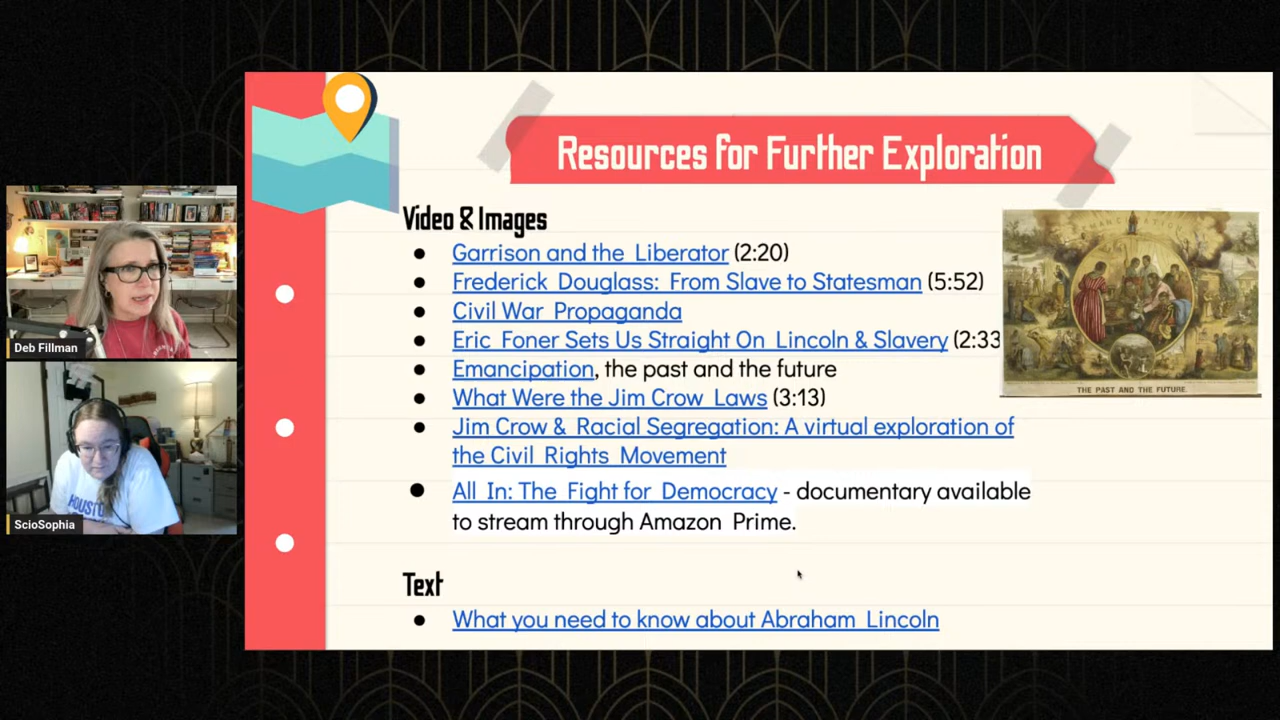 Resources for Further Exploration
Video & Images
Garrison and the Liberator (2:20)
Frederick Douglass: From Slave to Statesman (5:52)
Civil War Propaganda
Eric Foner Sets Us Straight On Lincoln & Slavery (2:33
Emancipation, the past and the future
What Were the Jim Crow Laws (3:13)
Jim Crow & Racial Segregation: A virtual exploration of
the Civil Rights Movement
All In: The Fight for Democracy - documentary available
to stream through Amazon Prime.
Text
What you need to know about Abraham Lincoln
THE PAST AND THE FUTURE.
Deb Fillman
ScioSophia